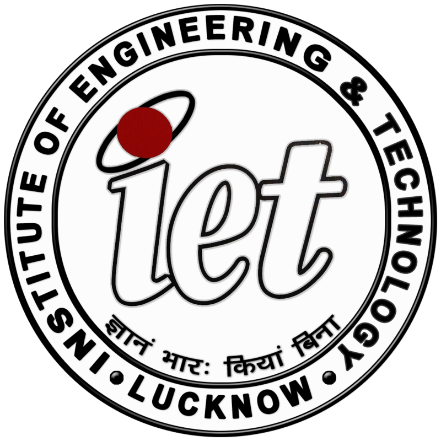 INSTITUTE OF ENGINEERING & TECHNOLOGY
iet
ज्ञानं भारः कियां बिना
• LUCKNOW •